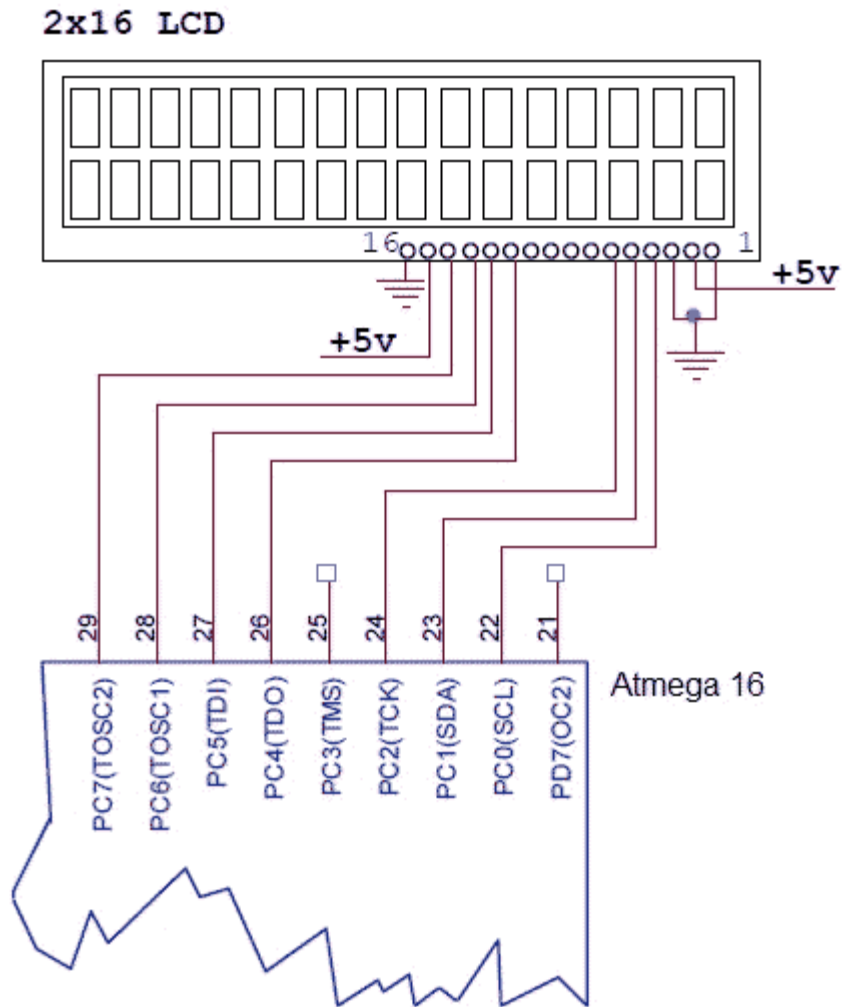 2x16 LCD
16
1
+5v
+5v
29
28
27
26
25
24
23
22
21
PC7(TOSC2)
PC6(TOSC1)
PC5(TDI)
PC4(TDO)
PC3(TMS)
PC2(TCK)
PC1(SDA)
PC0(SCL)
PD7(OC2)
Atmega 16